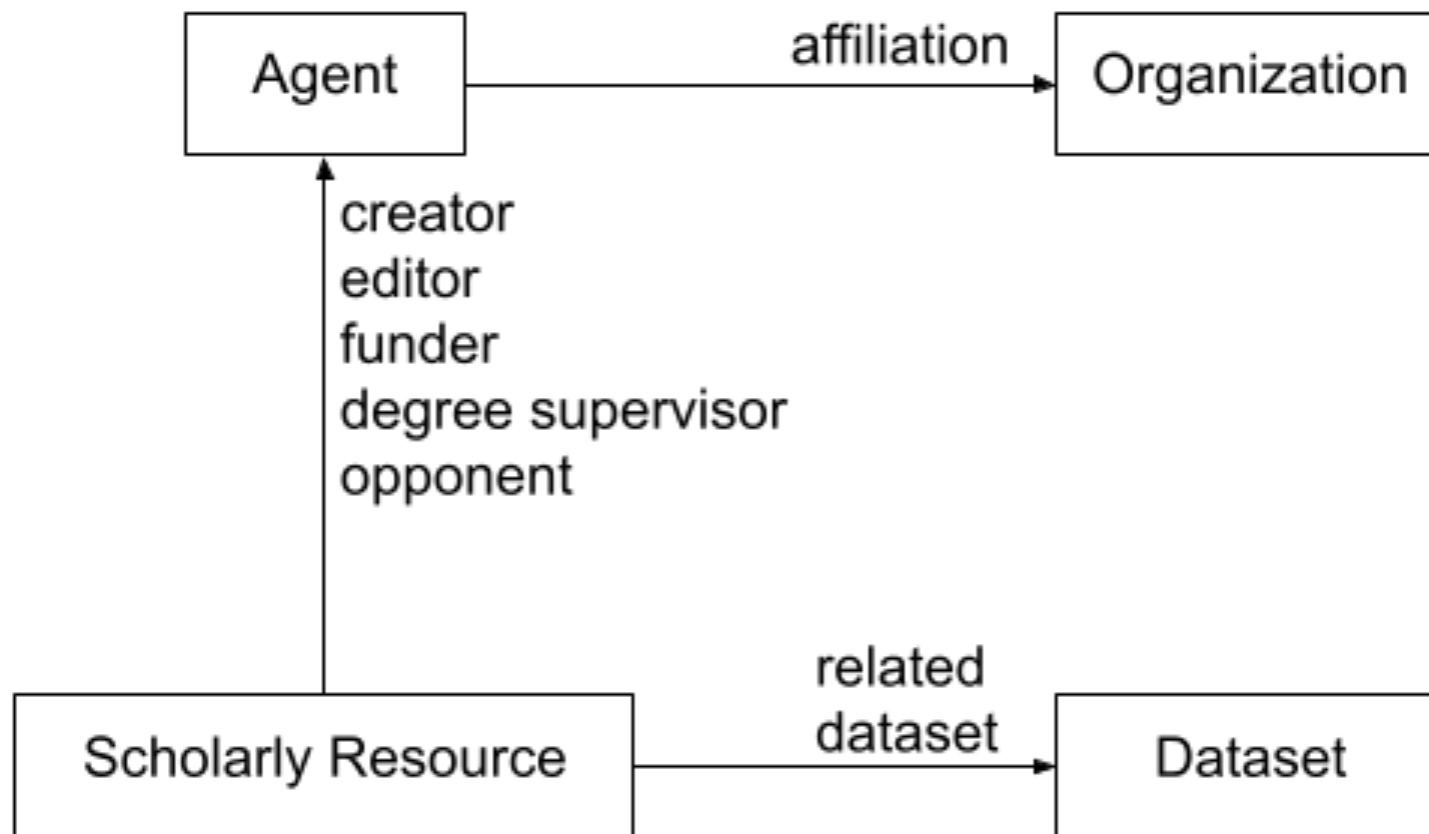 Agent
affiliation
Organization
creator
editor
funder
degree supervisor
opponent
related
dataset
Scholarly Resource
Dataset